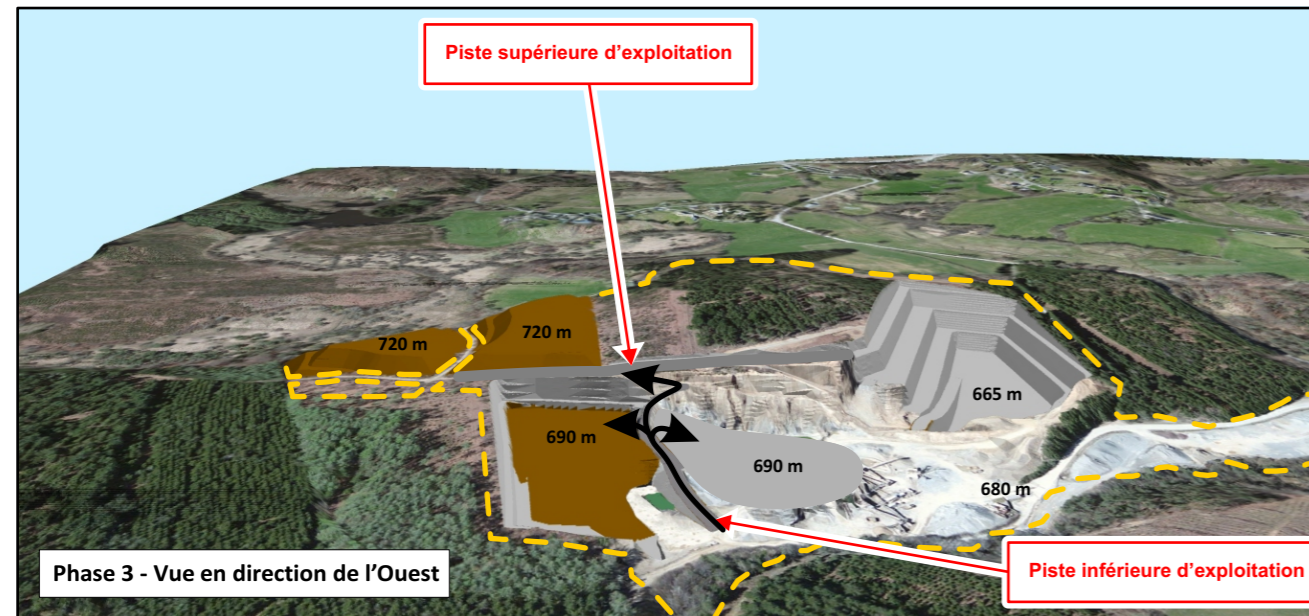 Piste supérieure d’exploitation
720 m
720 m
665 m
690 m
690 m
680 m
Phase 3 - Vue en direction de l’Ouest
Piste inférieure d’exploitation